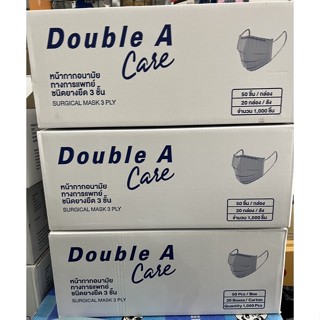 Double A
Care
หน้ากากอนามัย
ทางการแพทย์
ชนิดยางยืด 3 ชั้น
SURGICAL MASK 3 PLY
50 ชิ้น / กล่อง
20 กล่อง / ลัง
จำนวน 1,000 ชิ้น
Double A
Care
หน้ากากอนามัย
ทางการแพทย์
ชนิดยางยืด 3 ชั้น
SURGICAL MASK 3 PLY
50 ชิ้น / กล่อง
20 กล่อง / ลัง
จำนวน 1,000 ชิ้น
Double A
Care
หน้ากากอนามัย
ทางการแพทย์
ชนิดยางยืด 3 ชั้น
SURGICAL MASK 3 PLY
50 Pcs / Box
20 Boxes / Carton
Quantity 1,000 Pcs